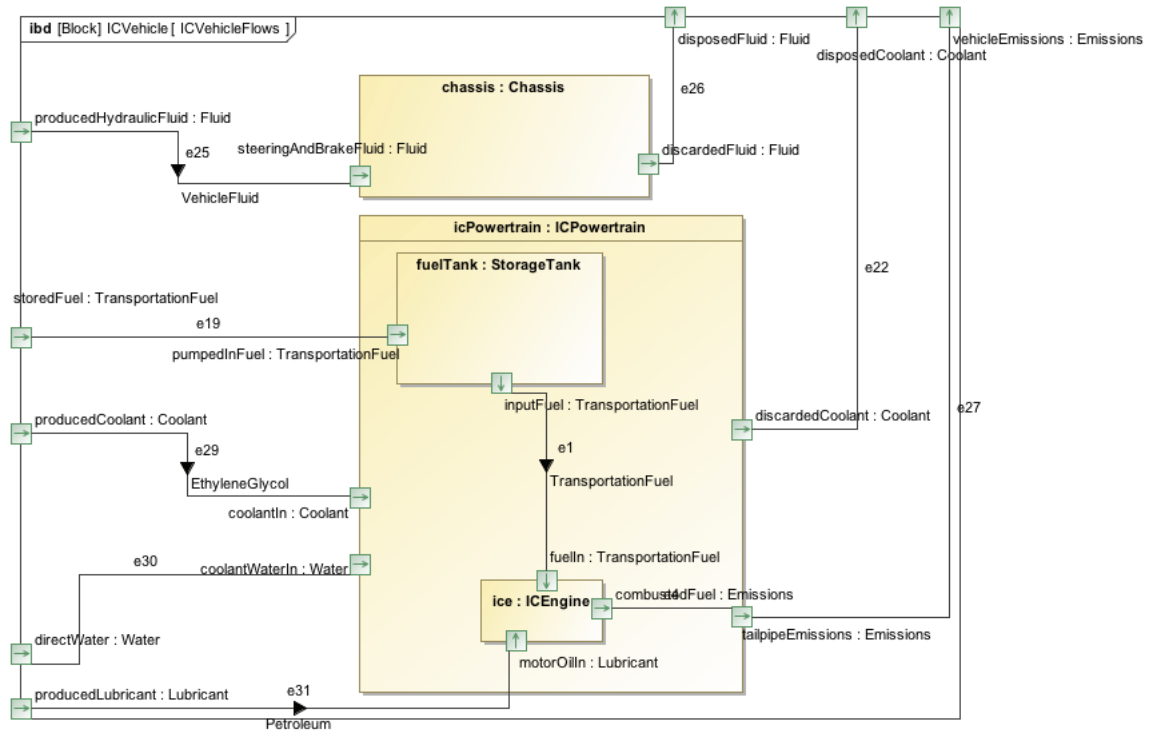 ibd [Block] ICVehicle [ ICVehicleFlows ]
disposedFluid : Fluid
vehicleEmissions : Emissions
disposedCoolant : Coolant
chassis : Chassis
e26
producedHydraulicFluid : Fluid
e25
steeringAndBrakeFluid : Fluid
discardedFluid : Fluid
VehicleFluid
icPowertrain : ICPowertrain
fuelTank : StorageTank
e22
storedFuel : TransportationFuel
e19
pumpedInFuel : TransportationFuel
inputFuel : TransportationFuel
e27
producedCoolant : Coolant
discardedCoolant : Coolant
e29
e1
EthyleneGlycol
TransportationFuel
coolantIn : Coolant
fuelIn : TransportationFuel
e30
coolantWaterIn : Water
ice : ICEngine
combustedFuel : Emissions
e4
directWater : Water
tailpipeEmissions : Emissions
motorOilIn : Lubricant
producedLubricant : Lubricant
e31
Petroleum